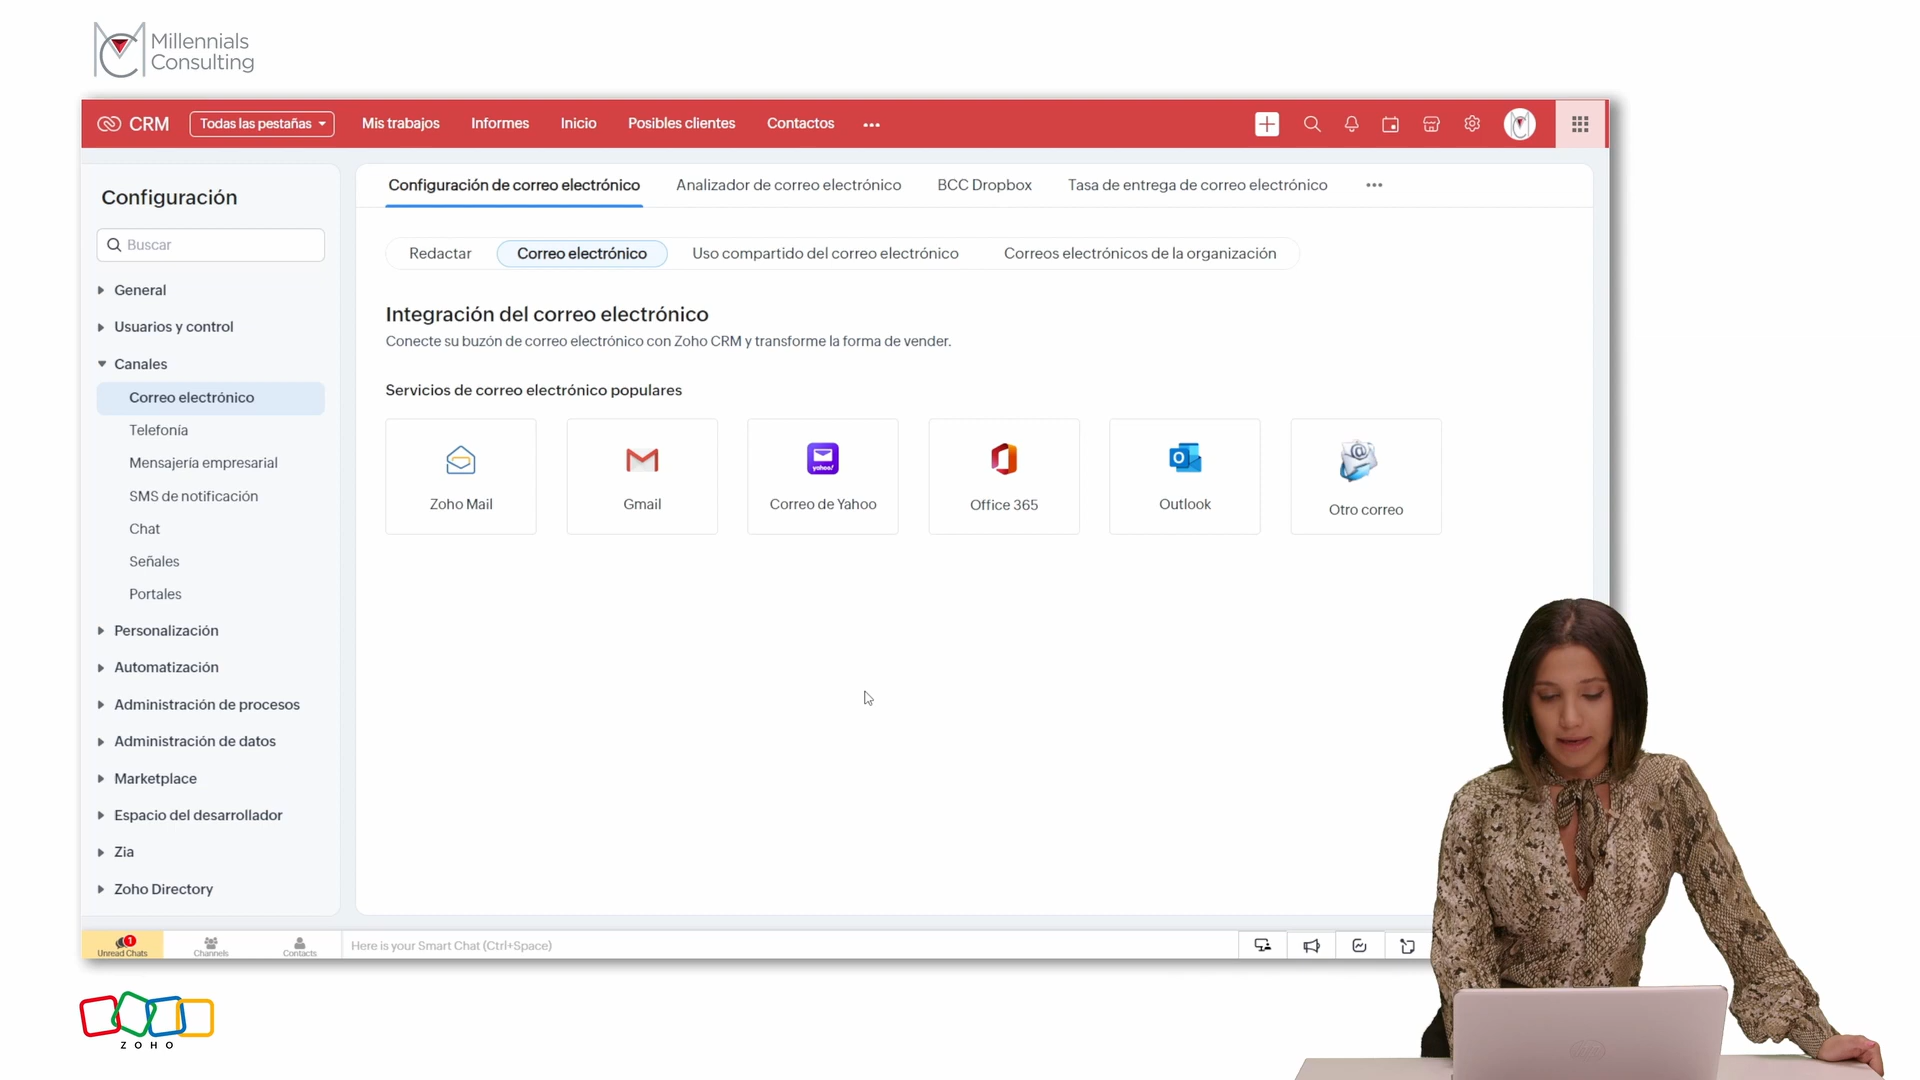 Millennials
Consulting
CRM
Todas las pestañas
Mis trabajos
Informes
Inicio
Posibles clientes
Contactos
Configuración
Buscar
General
Usuarios y control
Canales
Correo electrónico
Telefonía
Mensajería empresarial
SMS de notificación
Chat
Señales
Portales
Personalización
Automatización
Administración de procesos
Administración de datos
Marketplace
Espacio del desarrollador
Zia
Zoho Directory
Configuración de correo electrónico
Analizador de correo electrónico
BCC Dropbox
Tasa de entrega de correo electrónico
Redactar
Correo electrónico
Uso compartido del correo electrónico
Correos electrónicos de la organización
Integración del correo electrónico
Conecte su buzón de correo electrónico con Zoho CRM y transforme la forma de vender.
Servicios de correo electrónico populares
Zoho Mail
Gmail
yahoo!
Correo de Yahoo
Office 365
Outlook
Otro correo
1
Unread Chats
Channels
Contacts
Here is your Smart Chat (Ctrl+Space)
ZOHO